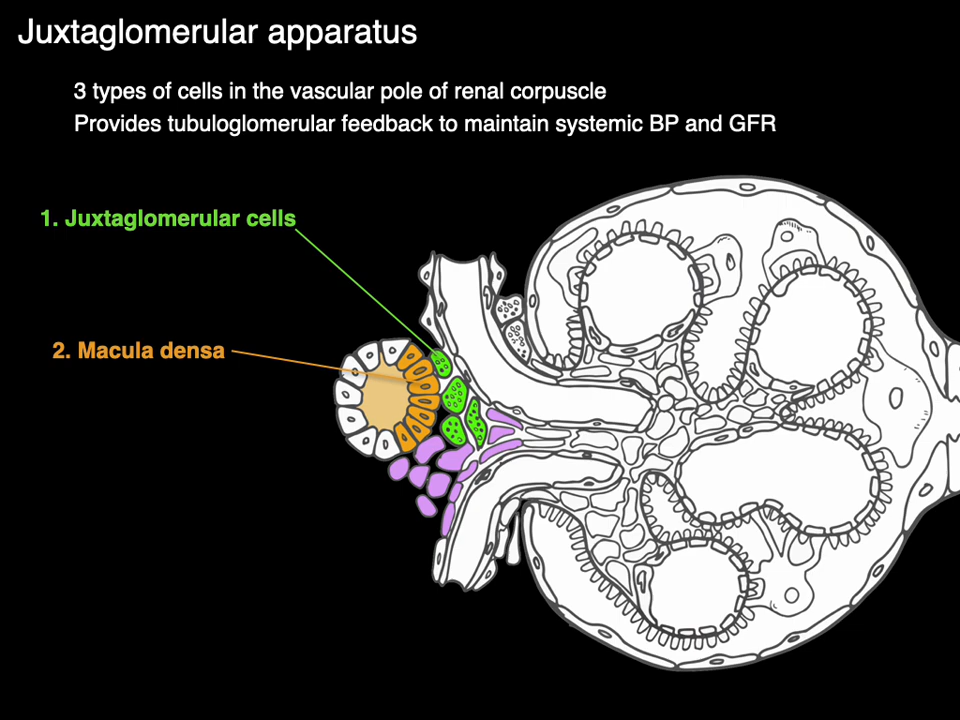 Juxtaglomerular apparatus
3 types of cells in the vascular pole of renal corpuscle
Provides tubuloglomerular feedback to maintain systemic BP and GFR
1. Juxtaglomerular cells
2. Macula densa